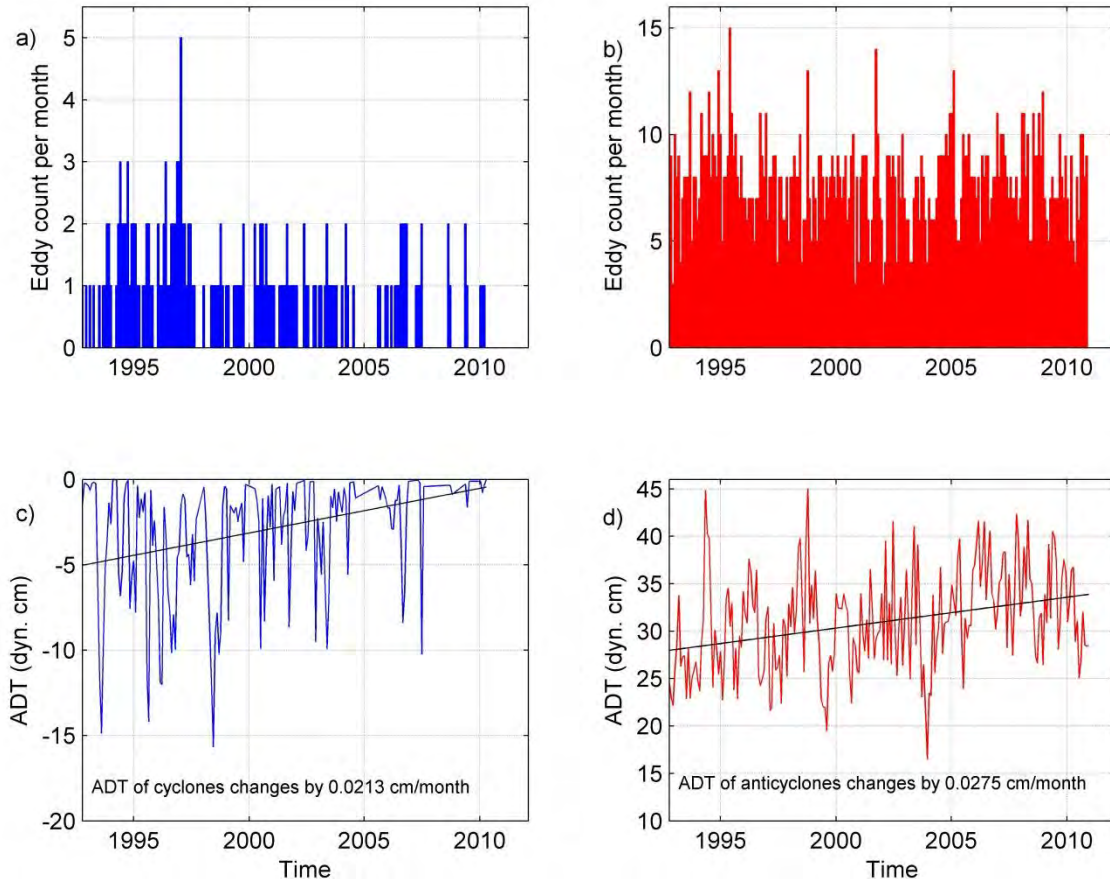 a)
Eddy count per month
5
4
3
2
1
0
1995 2000 2005 2010
b)
Eddy count per month
15
10
5
0
1995 2000 2005 2010
c)
ADT (dyn. cm)
0
-5
-10
-15
-20
ADT of cyclones changes by 0.0213 cm/month
1995 2000 2005 2010
Time
d)
ADT (dyn. cm)
45
40
35
30
25
20
15
10
ADT of anticyclones changes by 0.0275 cm/month
1995 2000 2005 2010
Time